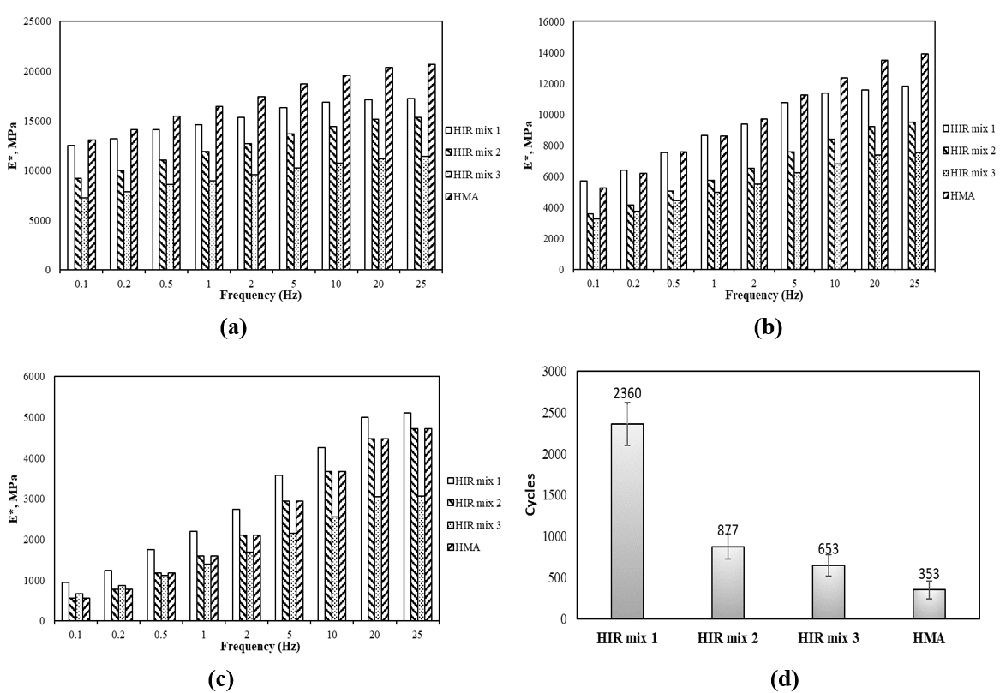 25000
20000
15000
10000
5000
0
E*, MPa
0.1 0.2 0.5 1 2 5 10 20 25
Frequency (Hz)
HIR mix 1
HIR mix 2
HIR mix 3
HMA
(a)
16000
14000
12000
10000
8000
6000
4000
2000
0
E*, MPa
0.1 0.2 0.5 1 2 5 10 20 25
Frequency (Hz)
HIR mix 1
HIR mix 2
HIR mix 3
HMA
(b)
6000
5000
4000
3000
2000
1000
0
E*, MPa
0.1 0.2 0.5 1 2 5 10 20 25
Frequency (Hz)
HIR mix 1
HIR mix 2
HIR mix 3
HMA
(c)
3000
2500
2000
1500
1000
500
0
Cycles
2360
877
653
353
HIR mix 1 HIR mix 2 HIR mix 3 HMA
(d)